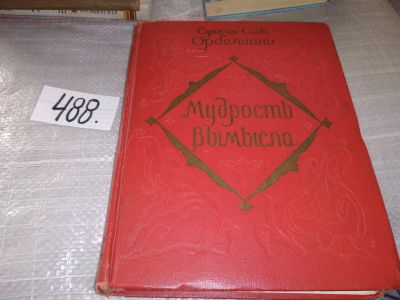 Сулхан-Саба
Орбелиани
Мудрость
вымысла
488.